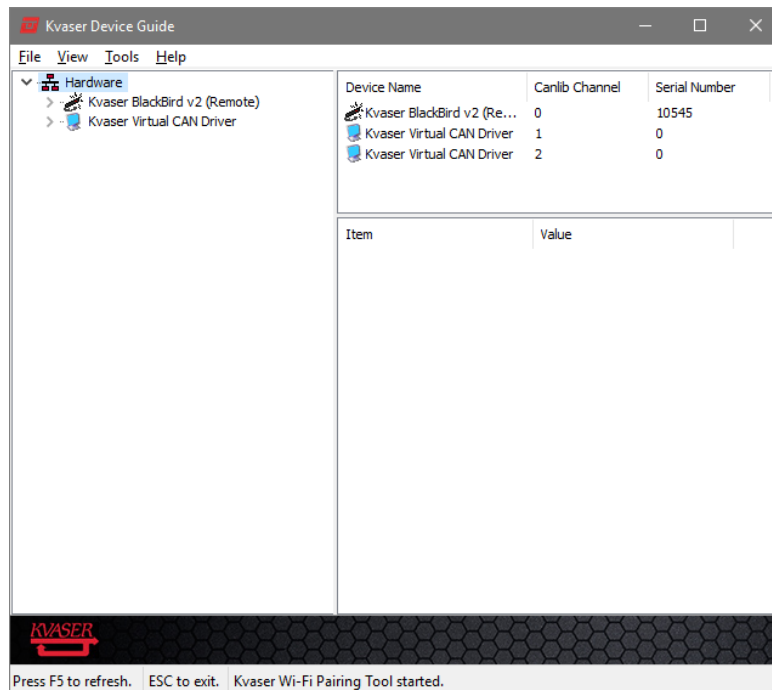 Kvaser Device Guide
File View Tools Help
Hardware
Kvaser BlackBird v2 (Remote)
Kvaser Virtual CAN Driver
Device Name Canlib Channel Serial Number
Kvaser BlackBird v2 (Re... 0 10545
Kvaser Virtual CAN Driver 1 0
Kvaser Virtual CAN Driver 2 0
Item Value
KVASER
Press F5 to refresh. ESC to exit. Kvaser Wi-Fi Pairing Tool started.